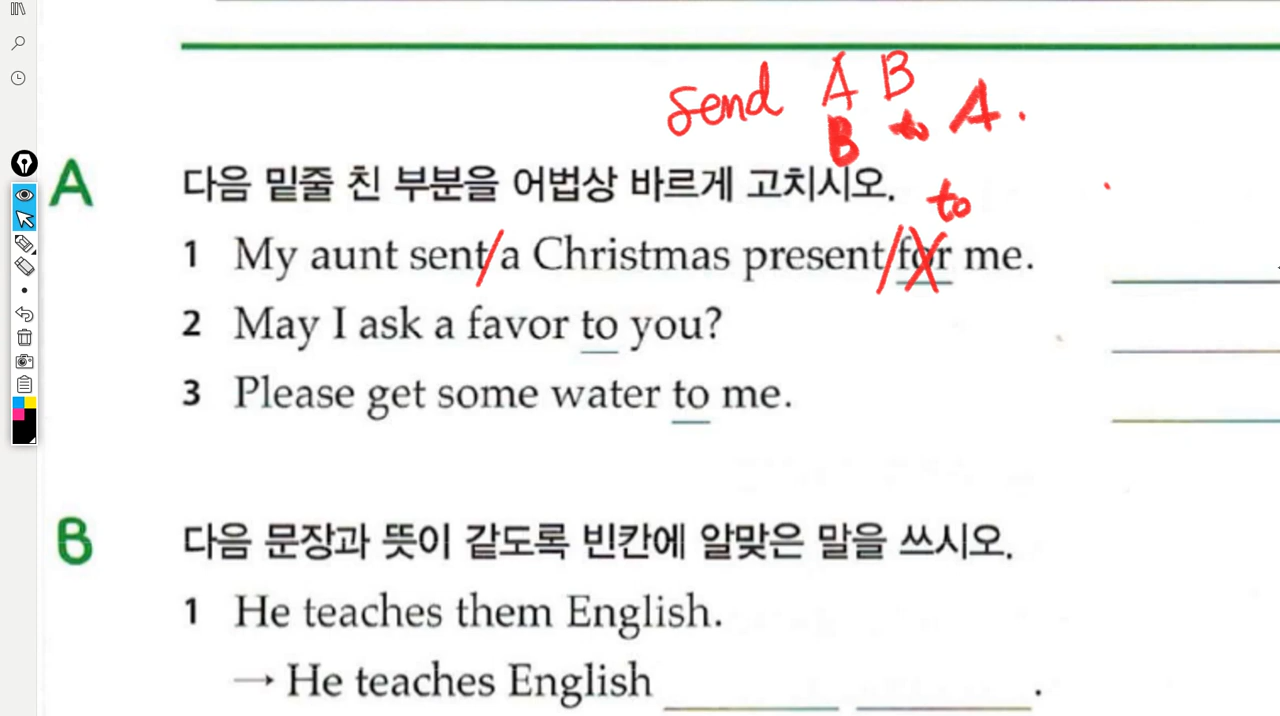 send A B
B to A.
A 다음 밑줄 친 부분을 어법상 바르게 고치시오.
to
1 My aunt sent/a Christmas present/for me.
2 May I ask a favor to you?
3 Please get some water to me.
B 다음 문장과 뜻이 같도록 빈칸에 알맞은 말을 쓰시오.
1 He teaches them English.
→ He teaches English ______ ______.